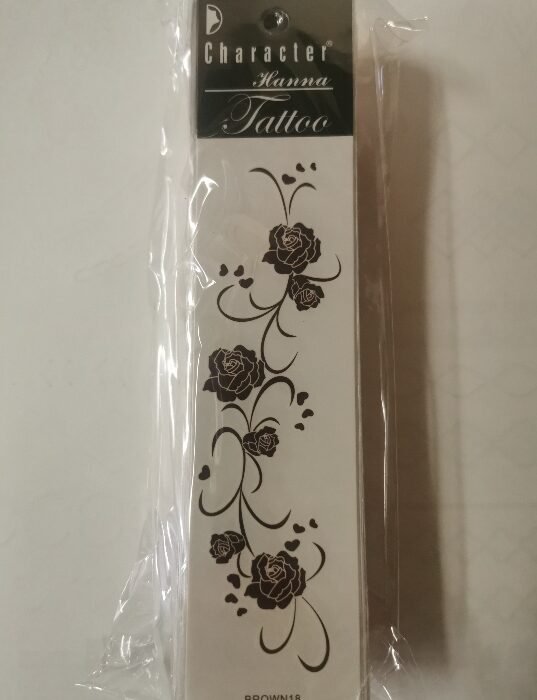 Character®
Hanna
Tattoo
BROWN18